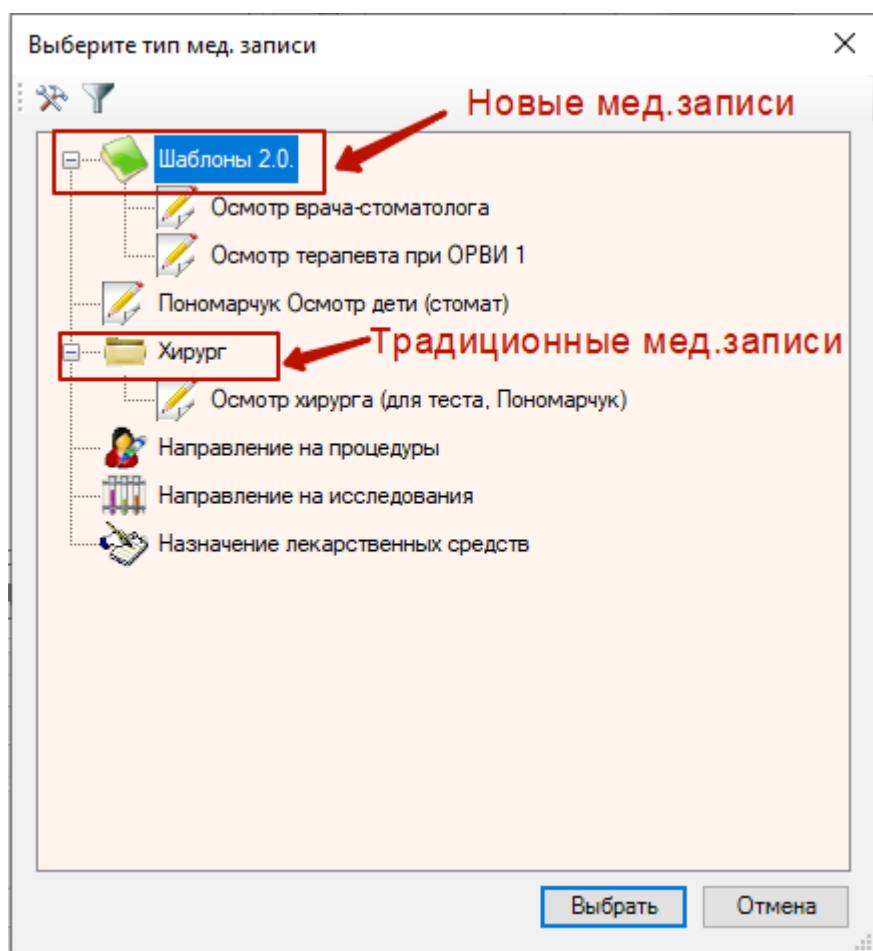 Выберите тип мед. записи
Новые мед.записи
Шаблоны 2.0.
Осмотр врача-стоматолога
Осмотр терапевта при ОРВИ 1
Пономарчук Осмотр дети (стомат)
Хирург
Традиционные мед.записи
Осмотр хирурга (для теста, Пономарчук)
Направление на процедуры
Направление на исследования
Назначение лекарственных средств
Выбрать
Отмена